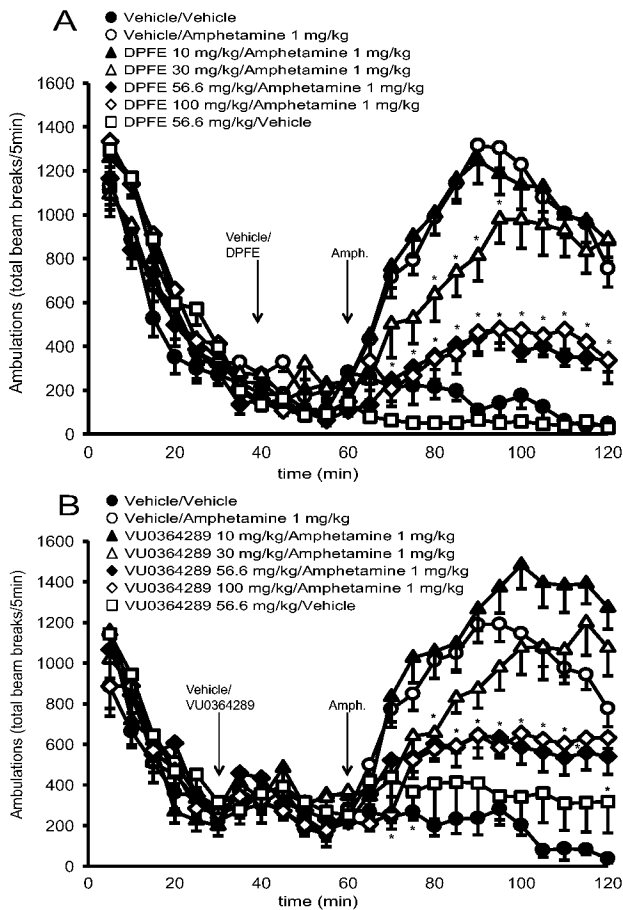 A
Vehicle/Vehicle
Vehicle/Amphetamine 1 mg/kg
DPFE 10 mg/kg/Amphetamine 1 mg/kg
DPFE 30 mg/kg/Amphetamine 1 mg/kg
DPFE 56.6 mg/kg/Amphetamine 1 mg/kg
DPFE 100 mg/kg/Amphetamine 1 mg/kg
DPFE 56.6 mg/kg/Vehicle
Ambulations (total beam breaks/5min)
1600
1400
1200
1000
800
600
400
200
0
Vehicle/
DPFE
Amph.
0 20 40 60 80 100 120
time (min)
B
Vehicle/Vehicle
Vehicle/Amphetamine 1 mg/kg
VU0364289 10 mg/kg/Amphetamine 1 mg/kg
VU0364289 30 mg/kg/Amphetamine 1 mg/kg
VU0364289 56.6 mg/kg/Amphetamine 1 mg/kg
VU0364289 100 mg/kg/Amphetamine 1 mg/kg
VU0364289 56.6 mg/kg/Vehicle
Ambulations (total beam breaks/5min)
1600
1400
1200
1000
800
600
400
200
0
Vehicle/
VU0364289
Amph.
0 20 40 60 80 100 120
time (min)